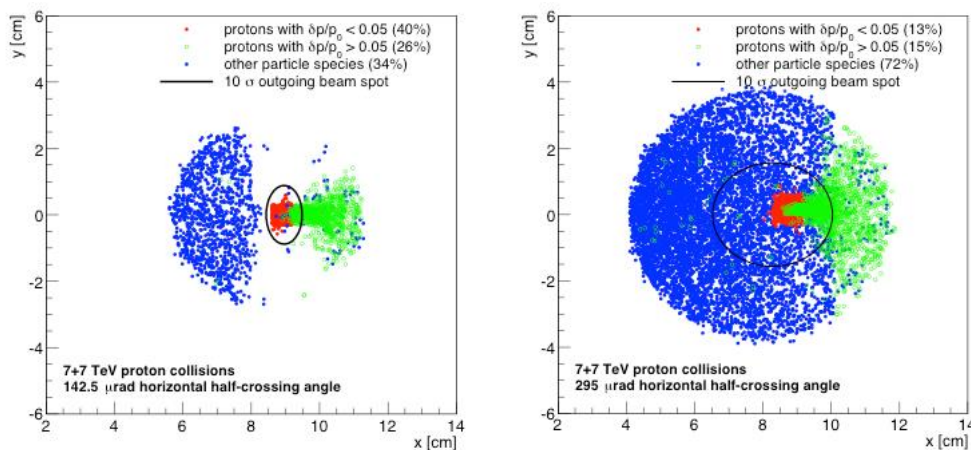 y [cm]
6
4
2
0
-2
-4
-6
protons with δp/p₀ < 0.05 (40%)
protons with δp/p₀ > 0.05 (26%)
other particle species (34%)
10 σ outgoing beam spot
7+7 TeV proton collisions
142.5 μrad horizontal half-crossing angle
2 4 6 8 10 12 14
x [cm]
y [cm]
6
4
2
0
-2
-4
-6
protons with δp/p₀ < 0.05 (13%)
protons with δp/p₀ > 0.05 (15%)
other particle species (72%)
10 σ outgoing beam spot
7+7 TeV proton collisions
295 μrad horizontal half-crossing angle
2 4 6 8 10 12 14
x [cm]